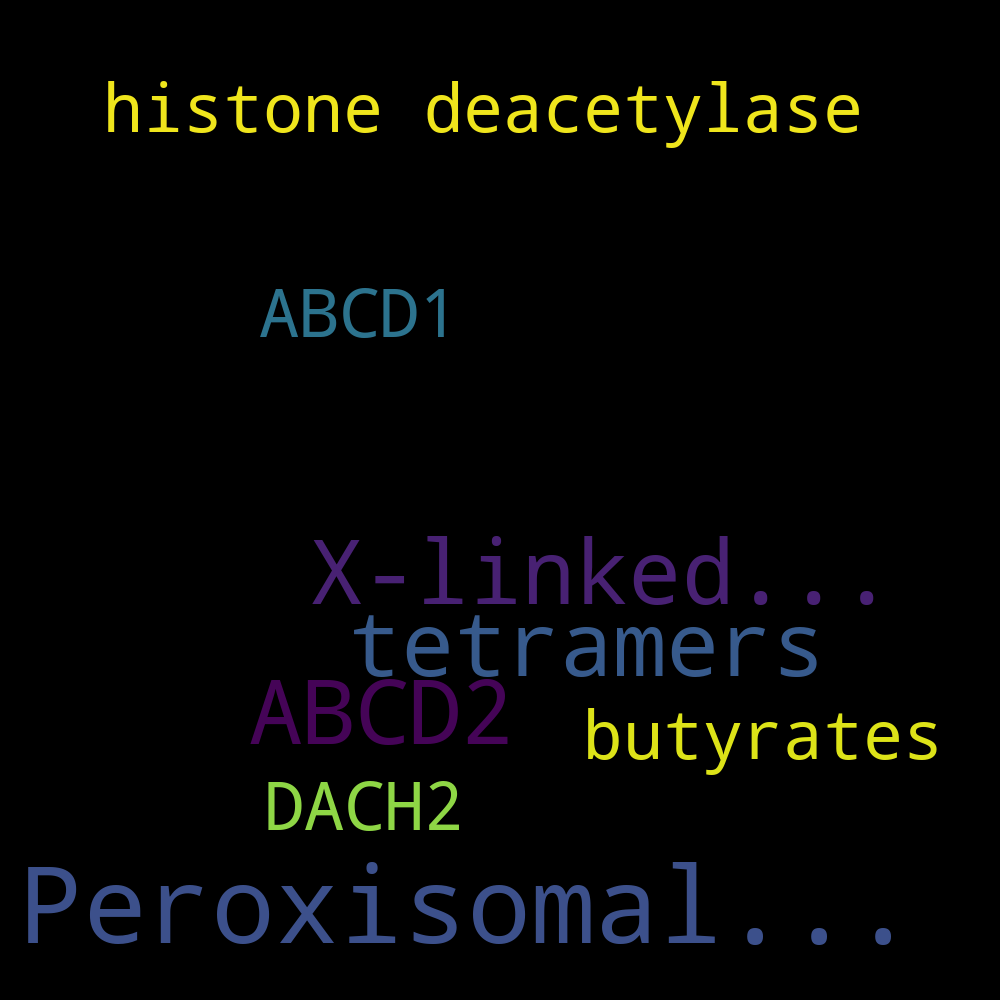 histone deacetylase
ABCD1
X-linked...
tetramers
ABCD2
butyrates
DACH2
Peroxisomal...